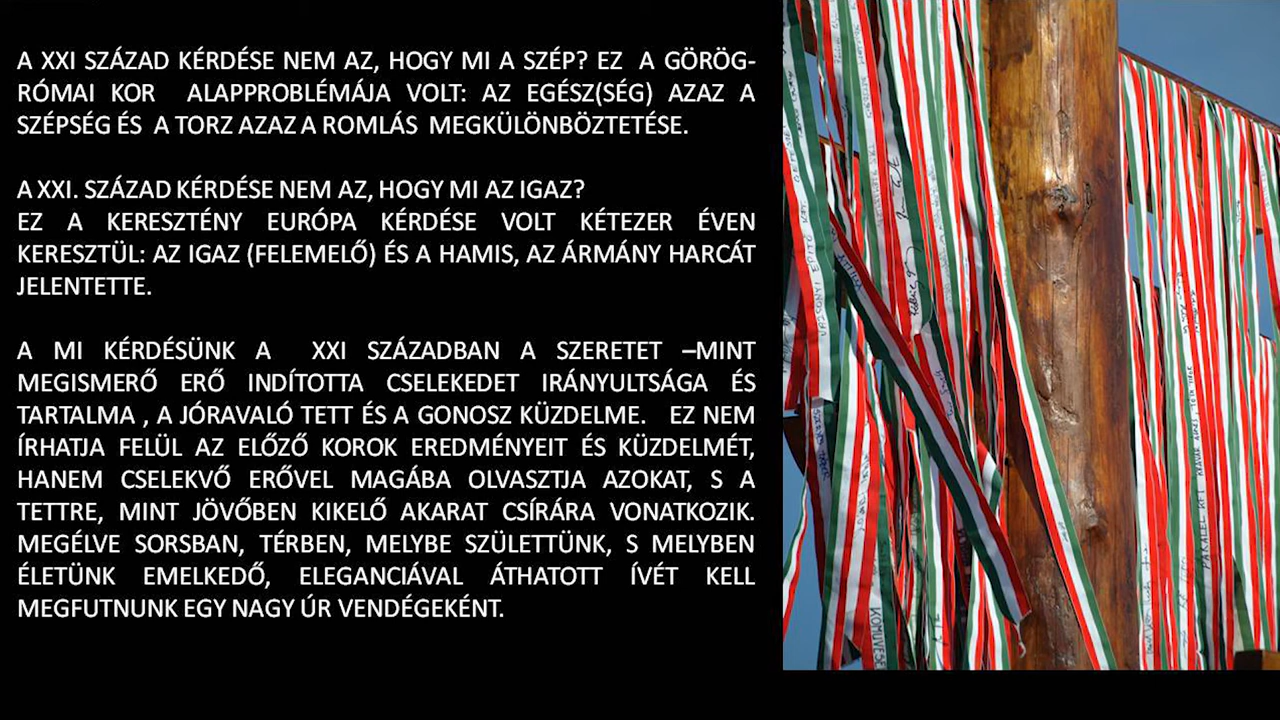 A XXI SZÁZAD KÉRDÉSE NEM AZ, HOGY MI A SZÉP? EZ A GÖRÖG-
RÓMAI KOR ALAPPROBLÉMÁJA VOLT: AZ EGÉSZ(SÉG) AZAZ A
SZÉPSÉG ÉS A TORZ AZAZ A ROMLÁS MEGKÜLÖNBÖZTETÉSE.
A XXI. SZÁZAD KÉRDÉSE NEM AZ, HOGY MI AZ IGAZ?
EZ A KERESZTÉNY EURÓPA KÉRDÉSE VOLT KÉTEZER ÉVEN
KERESZTÜL: AZ IGAZ (FELEMELŐ) ÉS A HAMIS, AZ ÁRMÁNY HARCÁT
JELENTETTE.
A MI KÉRDÉSÜNK A XXI SZÁZADBAN A SZERETET –MINT
MEGISMERŐ ERŐ INDÍTOTTA CSELEKEDET IRÁNYULTSÁGA ÉS
TARTALMA , A JÓRAVALÓ TETT ÉS A GONOSZ KÜZDELME. EZ NEM
ÍRHATJA FELÜL AZ ELŐZŐ KOROK EREDMÉNYEIT ÉS KÜZDELMÉT,
HANEM CSELEKVŐ ERŐVEL MAGÁBA OLVASZTJA AZOKAT, S A
TETTRE, MINT JÖVŐBEN KIKELŐ AKARAT CSÍRÁRA VONATKOZIK.
MEGÉLVE SORSBAN, TÉRBEN, MELYBE SZÜLETTÜNK, S MELYBEN
ÉLETÜNK EMELKEDŐ, ELEGANCIÁVAL ÁTHATOTT ÍVÉT KELL
MEGFUTNUNK EGY NAGY ÚR VENDÉGEKÉNT.